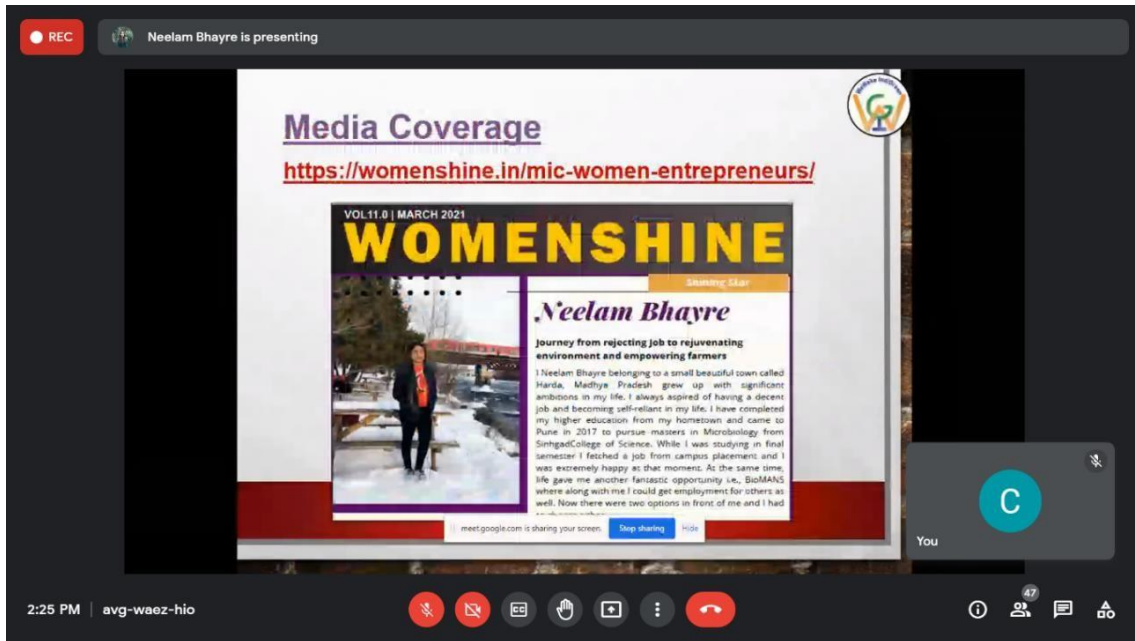 REC
Neelam Bhayre is presenting
Media Coverage
https://womenshine.in/mic-women-entrepreneurs/
VOL11.0 | MARCH 2021
WOMENSHINE
Shining Star
Neelam Bhayre
Journey from rejecting job to rejuvenating
environment and empowering farmers
I Neelam Bhayre belonging to a small beautiful town called
Harda, Madhya Pradesh grew up with significant
ambitions in my life. I always aspired of having a decent
job and becoming self-reliant in my life. I have completed
my higher education from my hometown and came to
Pune in 2017 to pursue masters in Microbiology from
SinhgadCollege of Science. While I was studying in final
semester I fetched a job from campus placement and I
was extremely happy at that moment. At the same time,
life gave me another fantastic opportunity i.e., BioMANS
where along with me I could get employment for others as
well. Now there were two options in front of me and I had
meet.google.com is sharing your screen.
Stop sharing
Hide
C
You
2:25 PM | avg-waez-hio
CC
47